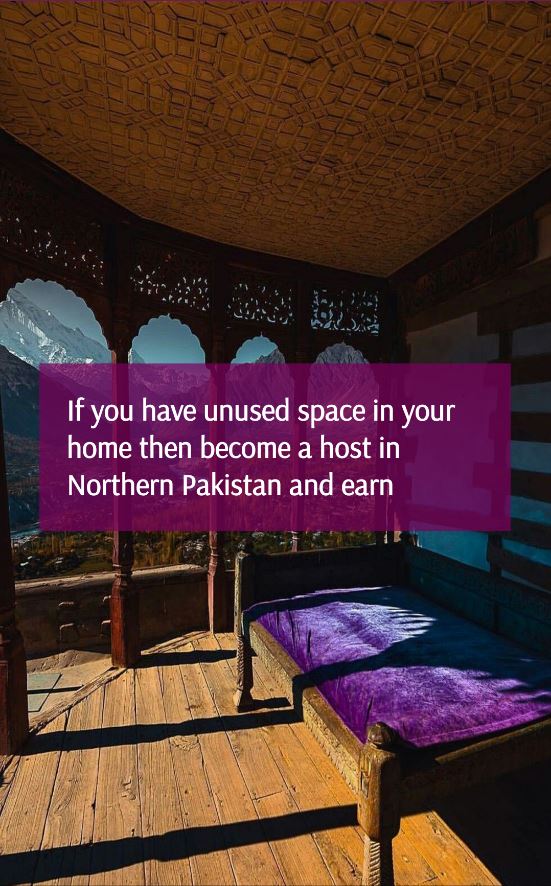 If you have unused space in your
home then become a host in
Northern Pakistan and earn